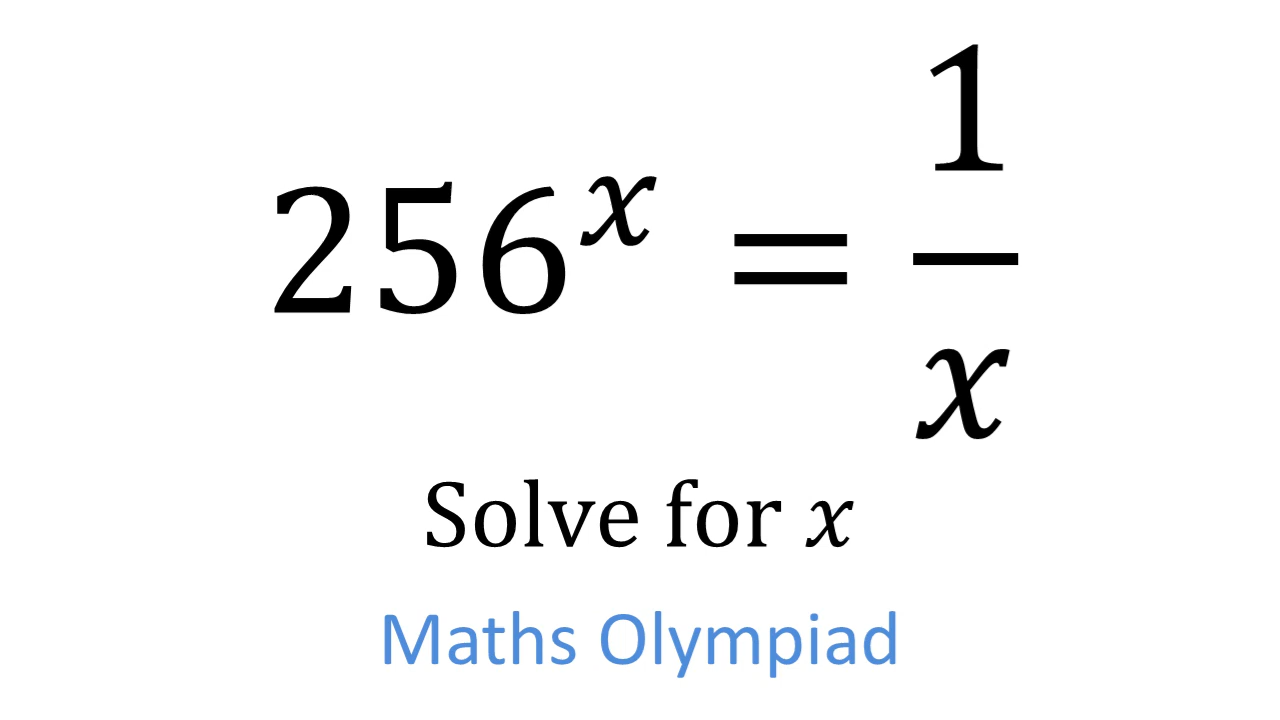 256^x = 1/x
Solve for x
Maths Olympiad